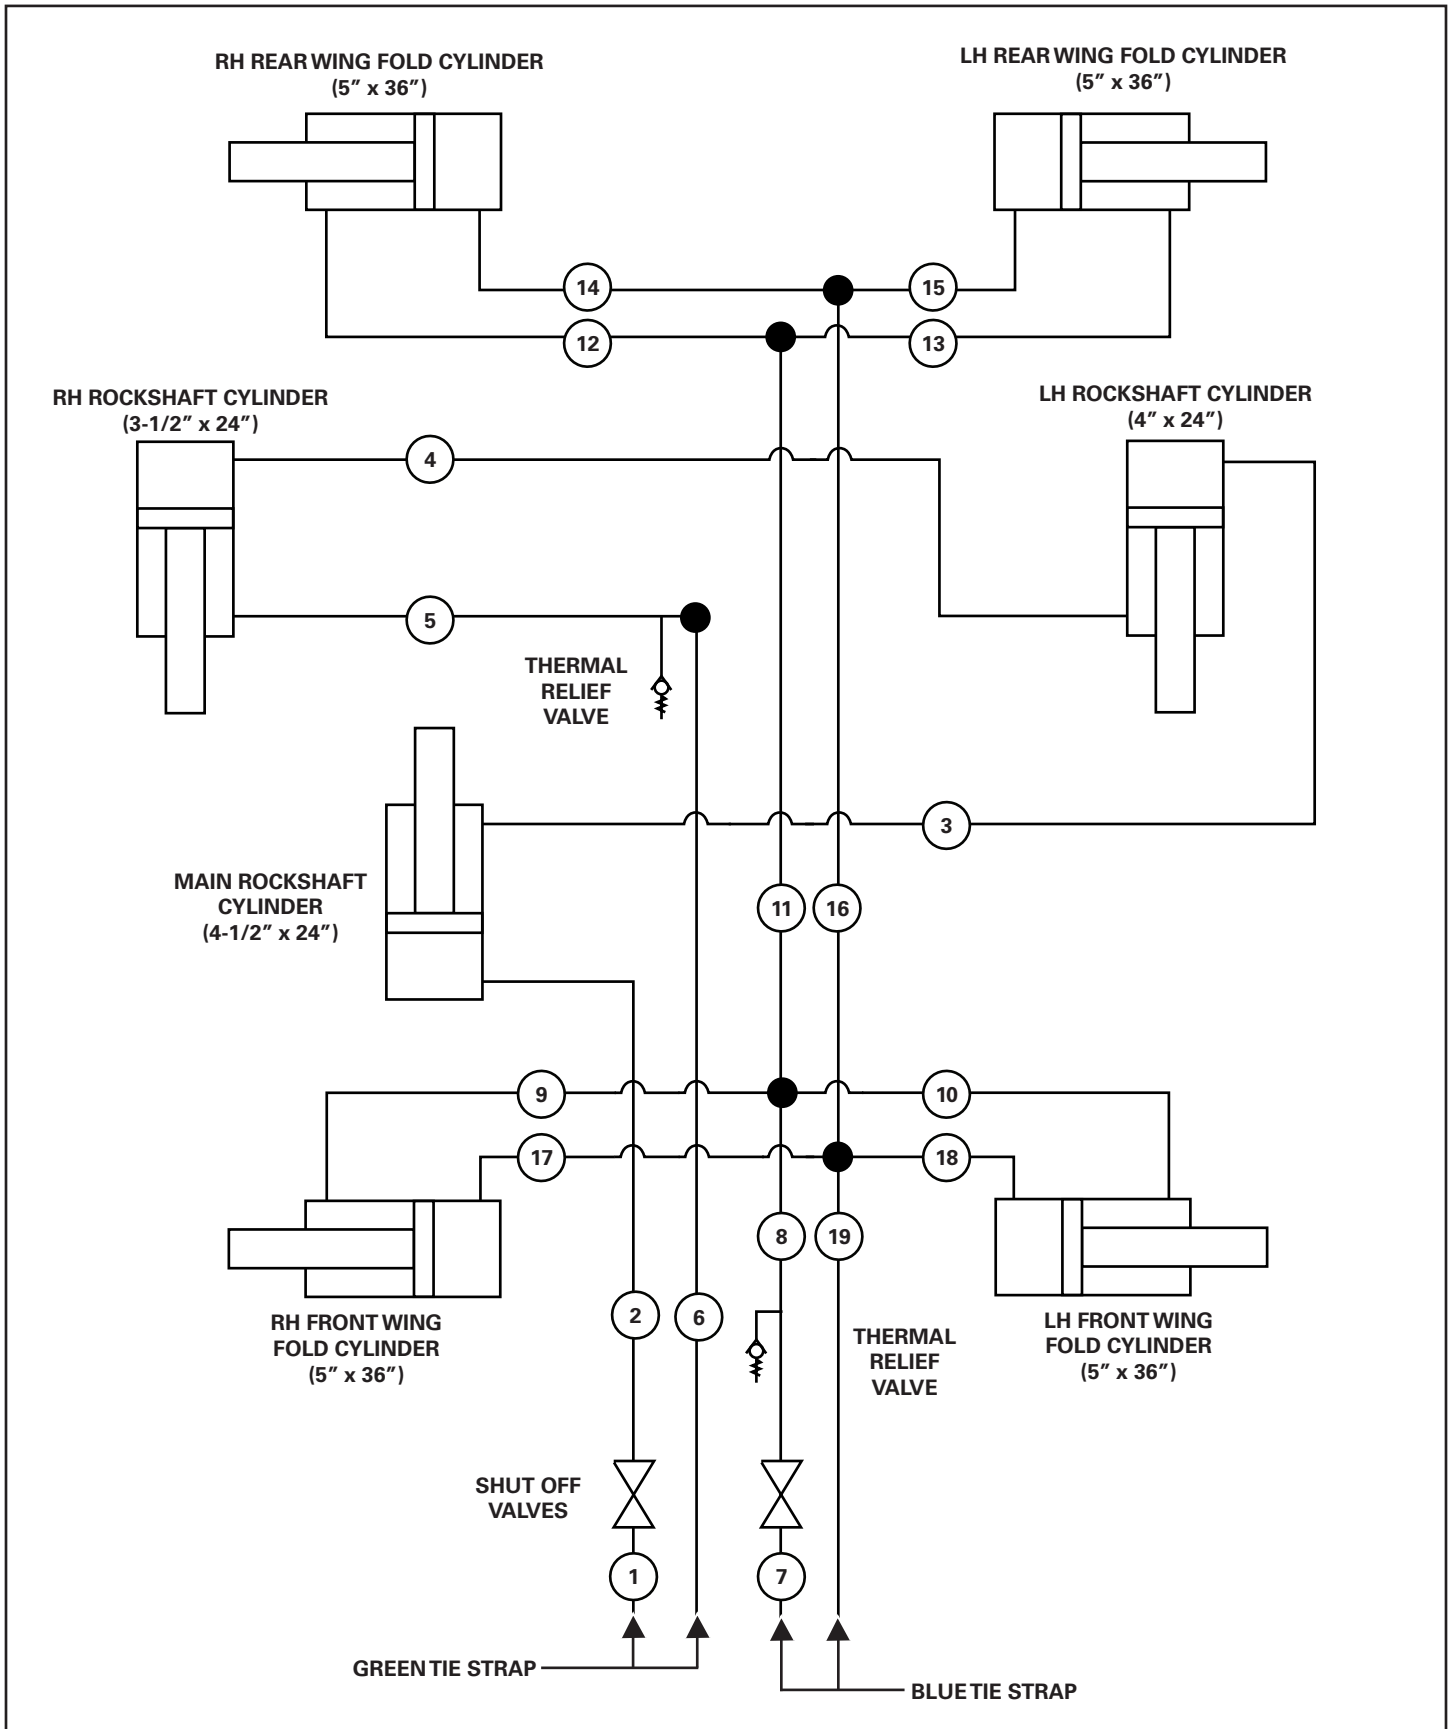 RH REAR WING FOLD CYLINDER
(5″ x 36″)
LH REAR WING FOLD CYLINDER
(5″ x 36″)
14
15
12
13
RH ROCKSHAFT CYLINDER
(3-1/2″ x 24″)
LH ROCKSHAFT CYLINDER
(4″ x 24″)
4
5
THERMAL
RELIEF
VALVE
3
MAIN ROCKSHAFT
CYLINDER
(4-1/2″ x 24″)
11
16
9
10
17
18
8
19
2
6
RH FRONT WING
FOLD CYLINDER
(5″ x 36″)
THERMAL
RELIEF
VALVE
LH FRONT WING
FOLD CYLINDER
(5″ x 36″)
SHUT OFF
VALVES
1
7
GREEN TIE STRAP
BLUE TIE STRAP